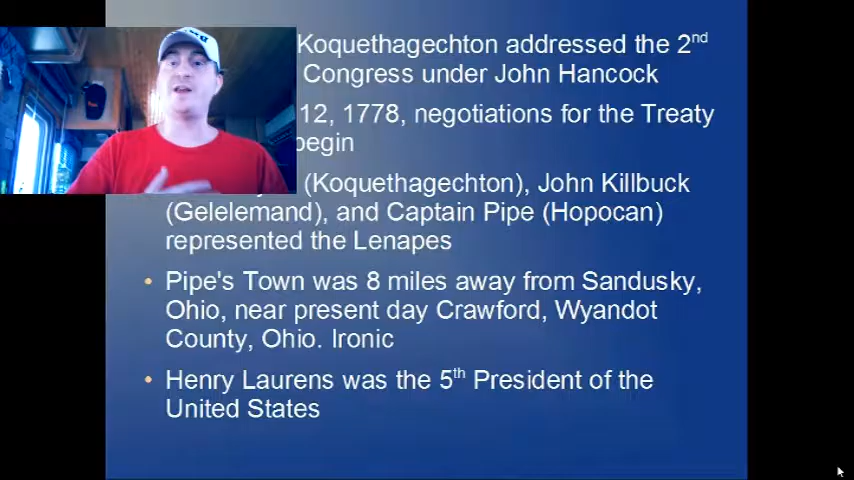 Koquethagechton addressed the 2nd
Congress under John Hancock
12, 1778, negotiations for the Treaty
begin
(Koquethagechton), John Killbuck
(Gelelemand), and Captain Pipe (Hopocan)
represented the Lenapes
• Pipe's Town was 8 miles away from Sandusky,
Ohio, near present day Crawford, Wyandot
County, Ohio. Ironic
• Henry Laurens was the 5th President of the
United States